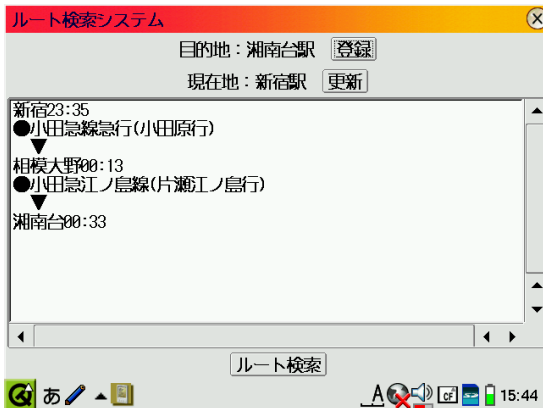 ルート検索システム
目的地：湘南台駅 登録
現在地：新宿駅 更新
新宿23:35
●小田急線急行(小田原行)
▼
相模大野00:13
●小田急江ノ島線(片瀬江ノ島行)
▼
湘南台00:33
ルート検索
あ A CF 15:44